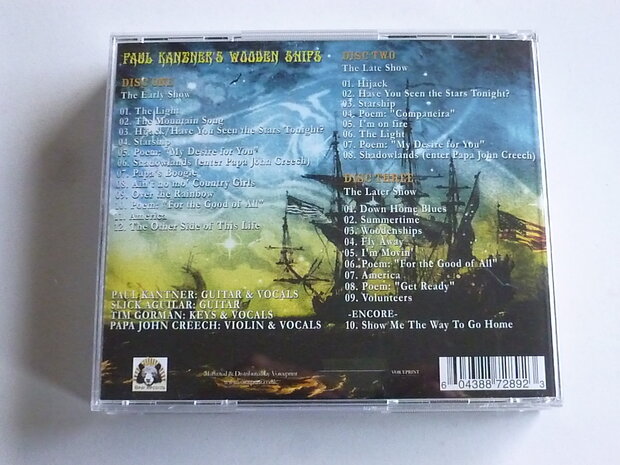 PAUL KANTNER'S WOODEN SHIPS
DISC ONE
The Early Show
01. The Light
02. The Mountain Song
03. Hijack/Have You Seen the Stars Tonight?
04. Starship
05. Poem: "My Desire for You"
06. Shadowlands (enter Papa John Creech)
07. Papa's Boogie
08. Ain't no mo' Country Girls
09. Over the Rainbow
10. Poem: "For the Good of All"
11. America
12. The Other Side of This Life
PAUL KANTNER: GUITAR & VOCALS
SLICK AGUILAR: GUITAR
TIM GORMAN: KEYS & VOCALS
PAPA JOHN CREECH: VIOLIN & VOCALS
DISC TWO
The Late Show
01. Hijack
02. Have You Seen the Stars Tonight?
03. Starship
04. Poem: "Companeira"
05. I'm on fire
06. The Light
07. Poem: "My Desire for You"
08. Shadowlands (enter Papa John Creech)
DISC THREE
The Later Show
01. Down Home Blues
02. Summertime
03. Woodenships
04. Fly Away
05. I'm Movin'
06. Poem: "For the Good of All"
07. America
08. Poem: "Get Ready"
09. Volunteers
-ENCORE-
10. Show Me The Way To Go Home
& Distributed by Voiceprint
VOICEPRINT
6 04388 72892 3